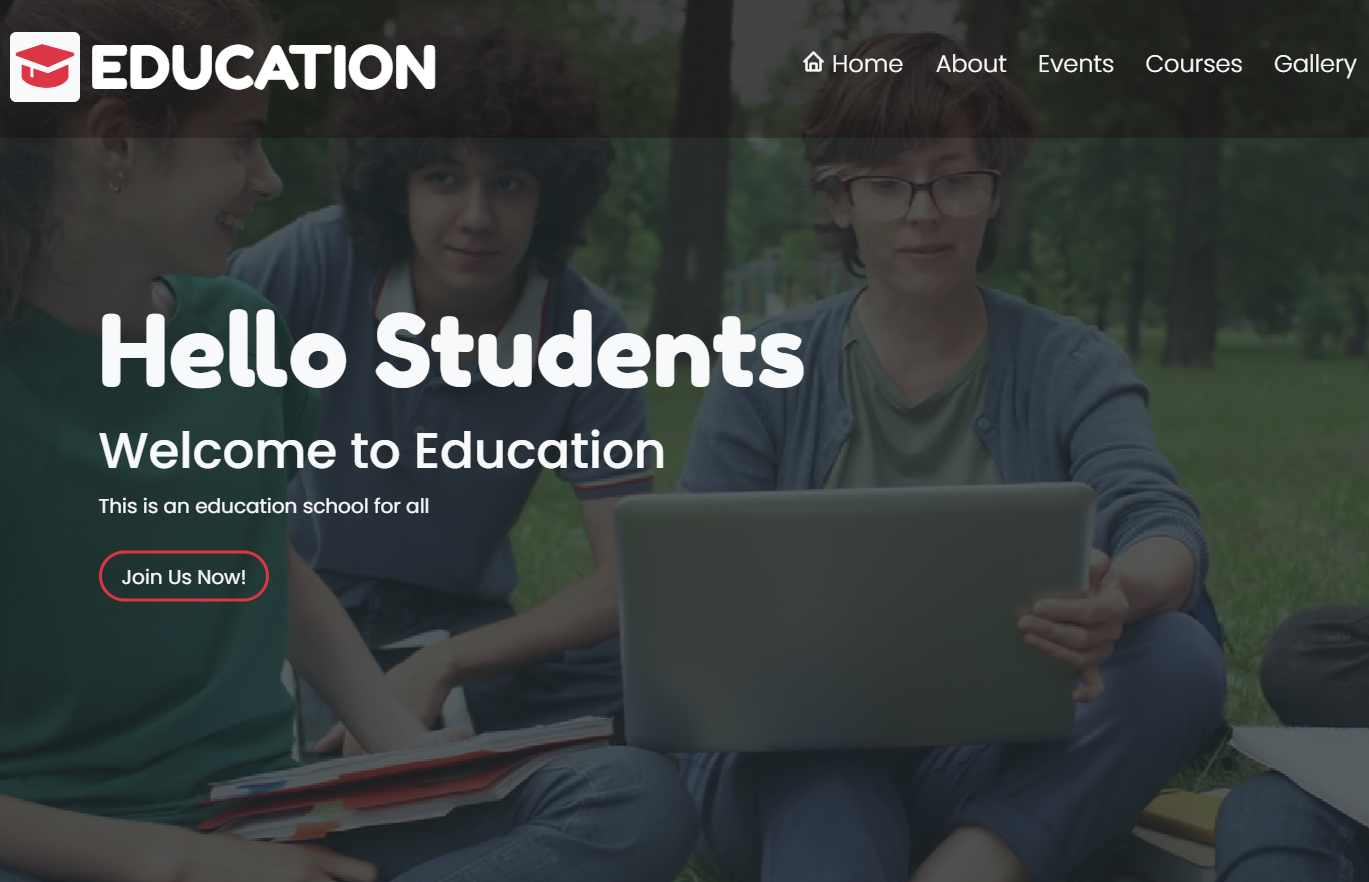 EDUCATION
Home About Events Courses Gallery
Hello Students
Welcome to Education
This is an education school for all
Join Us Now!